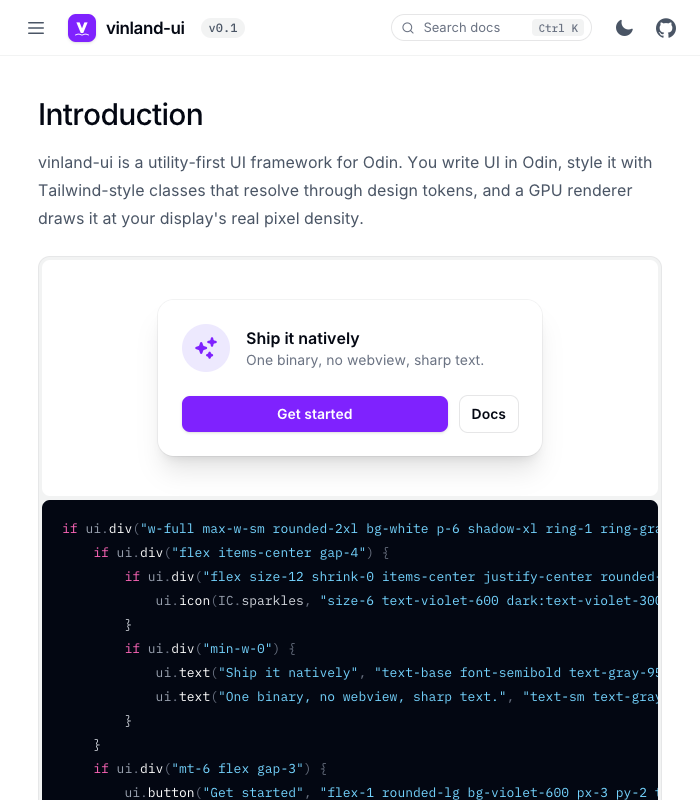 vinland-ui v0.1 Search docs Ctrl K
Introduction
vinland-ui is a utility-first UI framework for Odin. You write UI in Odin, style it with
Tailwind-style classes that resolve through design tokens, and a GPU renderer
draws it at your display's real pixel density.
Ship it natively
One binary, no webview, sharp text.
Get started Docs
if ui.div("w-full max-w-sm rounded-2xl bg-white p-6 shadow-xl ring-1 ring-gra
if ui.div("flex items-center gap-4") {
if ui.div("flex size-12 shrink-0 items-center justify-center rounded-
ui.icon(IC.sparkles, "size-6 text-violet-600 dark:text-violet-300
}
if ui.div("min-w-0") {
ui.text("Ship it natively", "text-base font-semibold text-gray-95
ui.text("One binary, no webview, sharp text.", "text-sm text-gray
}
}
if ui.div("mt-6 flex gap-3") {
ui.button("Get started", "flex-1 rounded-lg bg-violet-600 px-3 py-2